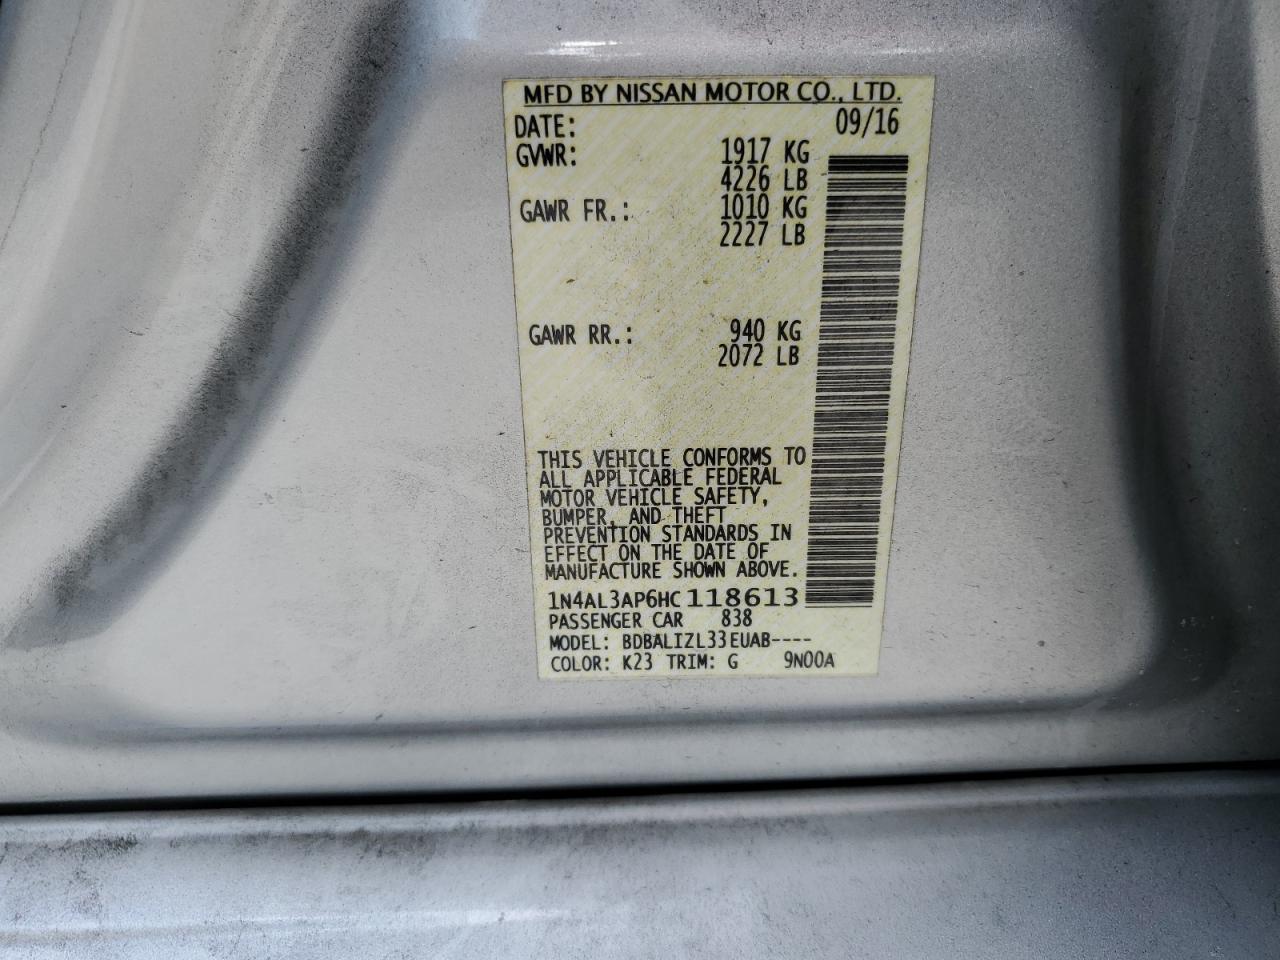 MFD BY NISSAN MOTOR CO., LTD.
DATE: 09/16
GVWR: 1917 KG
4226 LB
GAWR FR.: 1010 KG
2227 LB
GAWR RR.: 940 KG
2072 LB
THIS VEHICLE CONFORMS TO
ALL APPLICABLE FEDERAL
MOTOR VEHICLE SAFETY,
BUMPER, AND THEFT
PREVENTION STANDARDS IN
EFFECT ON THE DATE OF
MANUFACTURE SHOWN ABOVE.
1N4AL3AP6HC118613
PASSENGER CAR 838
MODEL: BDBALIZL33EUAB----
COLOR: K23 TRIM: G 9N00A